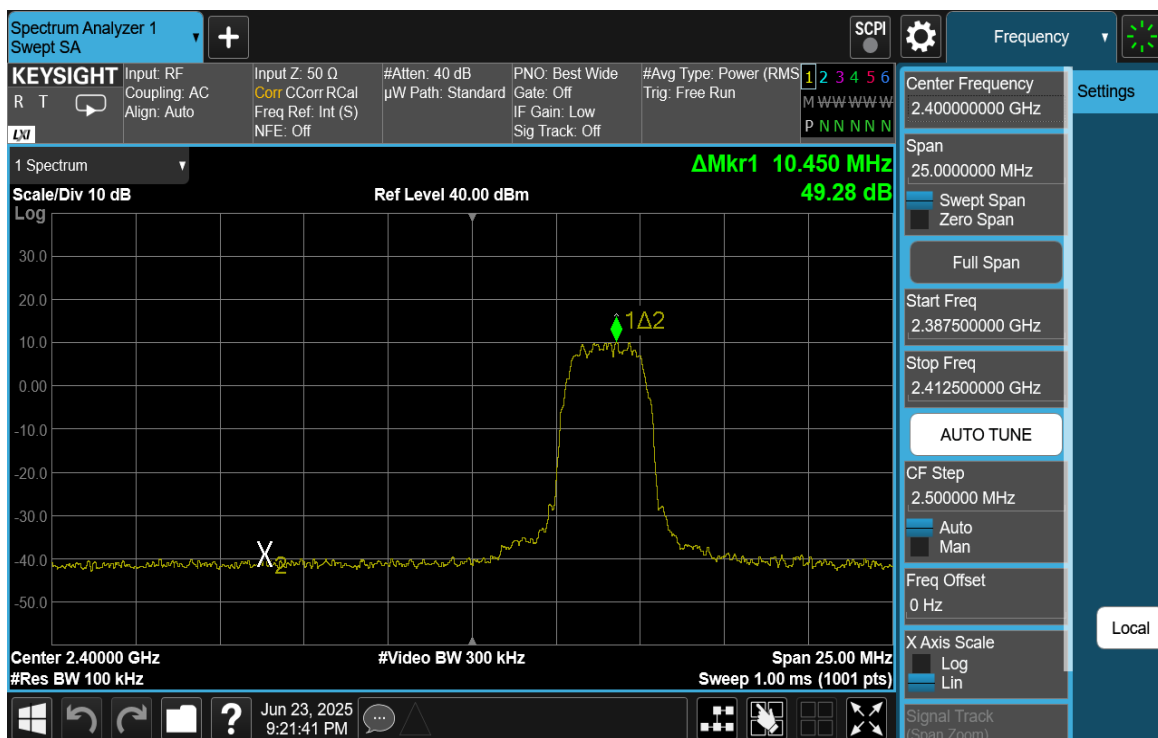 Spectrum Analyzer 1
Swept SA
+
SCPI
Frequency
KEYSIGHT
R T
LXI
Input: RF
Coupling: AC
Align: Auto
Input Z: 50 Ω
Corr CCorr RCal
Freq Ref: Int (S)
NFE: Off
#Atten: 40 dB
µW Path: Standard
PNO: Best Wide
Gate: Off
IF Gain: Low
Sig Track: Off
#Avg Type: Power (RMS
Trig: Free Run
1 2 3 4 5 6
M W W W W W
P N N N N N
1 Spectrum
ΔMkr1 10.450 MHz
Scale/Div 10 dB
Ref Level 40.00 dBm
49.28 dB
Log
30.0
20.0
10.0
0.00
-10.0
-20.0
-30.0
-40.0
-50.0
1Δ2
X2
Center 2.40000 GHz
#Video BW 300 kHz
Span 25.00 MHz
#Res BW 100 kHz
Sweep 1.00 ms (1001 pts)
?
Jun 23, 2025
9:21:41 PM
Center Frequency
2.400000000 GHz
Settings
Span
25.0000000 MHz
Swept Span
Zero Span
Full Span
Start Freq
2.387500000 GHz
Stop Freq
2.412500000 GHz
AUTO TUNE
CF Step
2.500000 MHz
Auto
Man
Freq Offset
0 Hz
Local
X Axis Scale
Log
Lin
Signal Track
(Span Zoom)